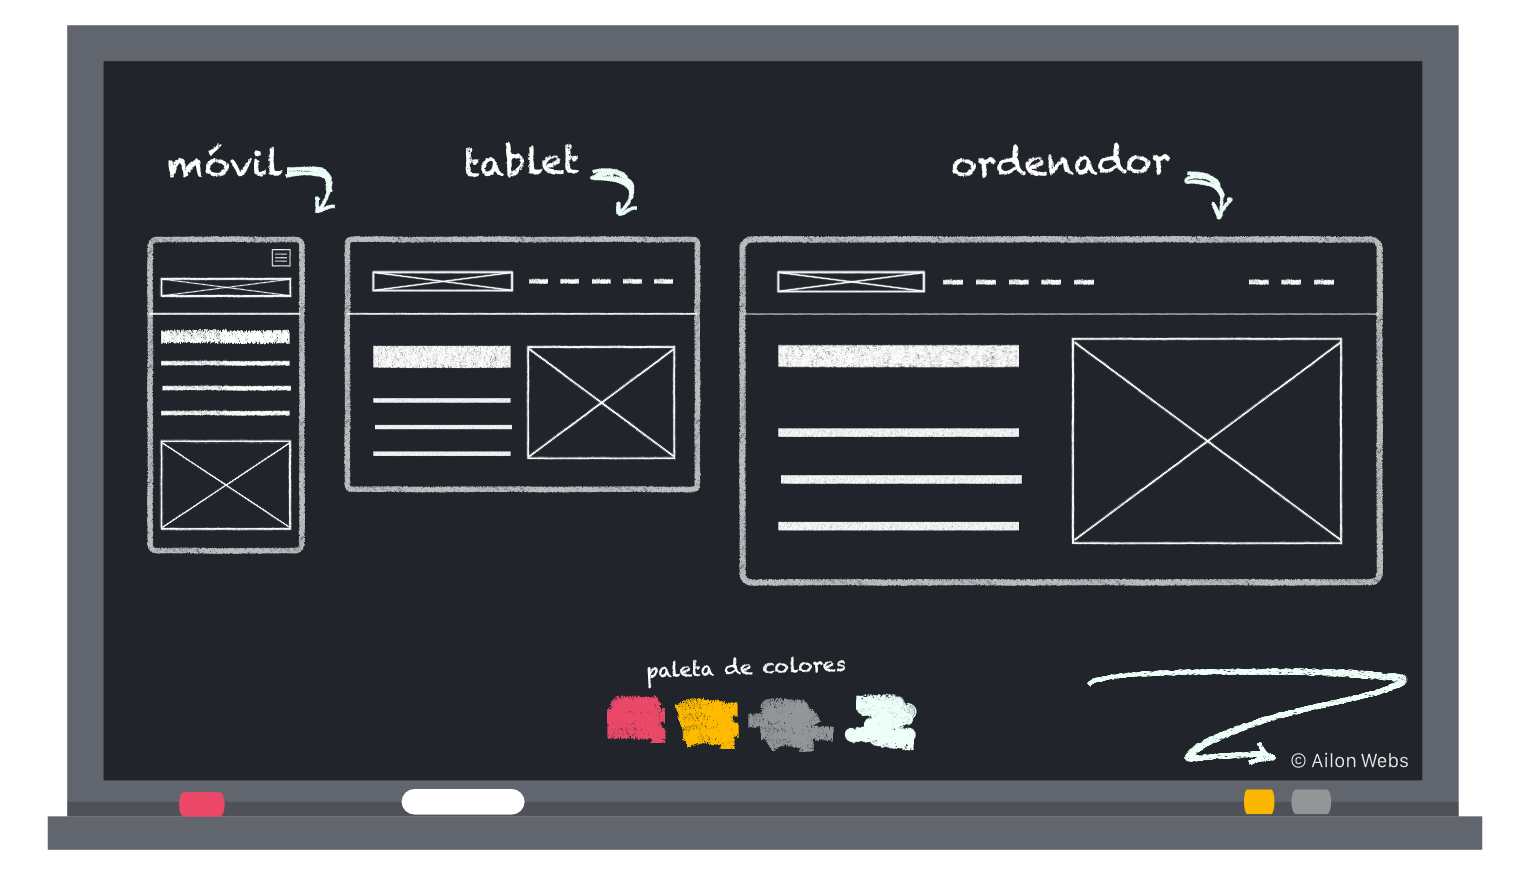 móvil
tablet
ordenador
paleta de colores
© Ailon Webs